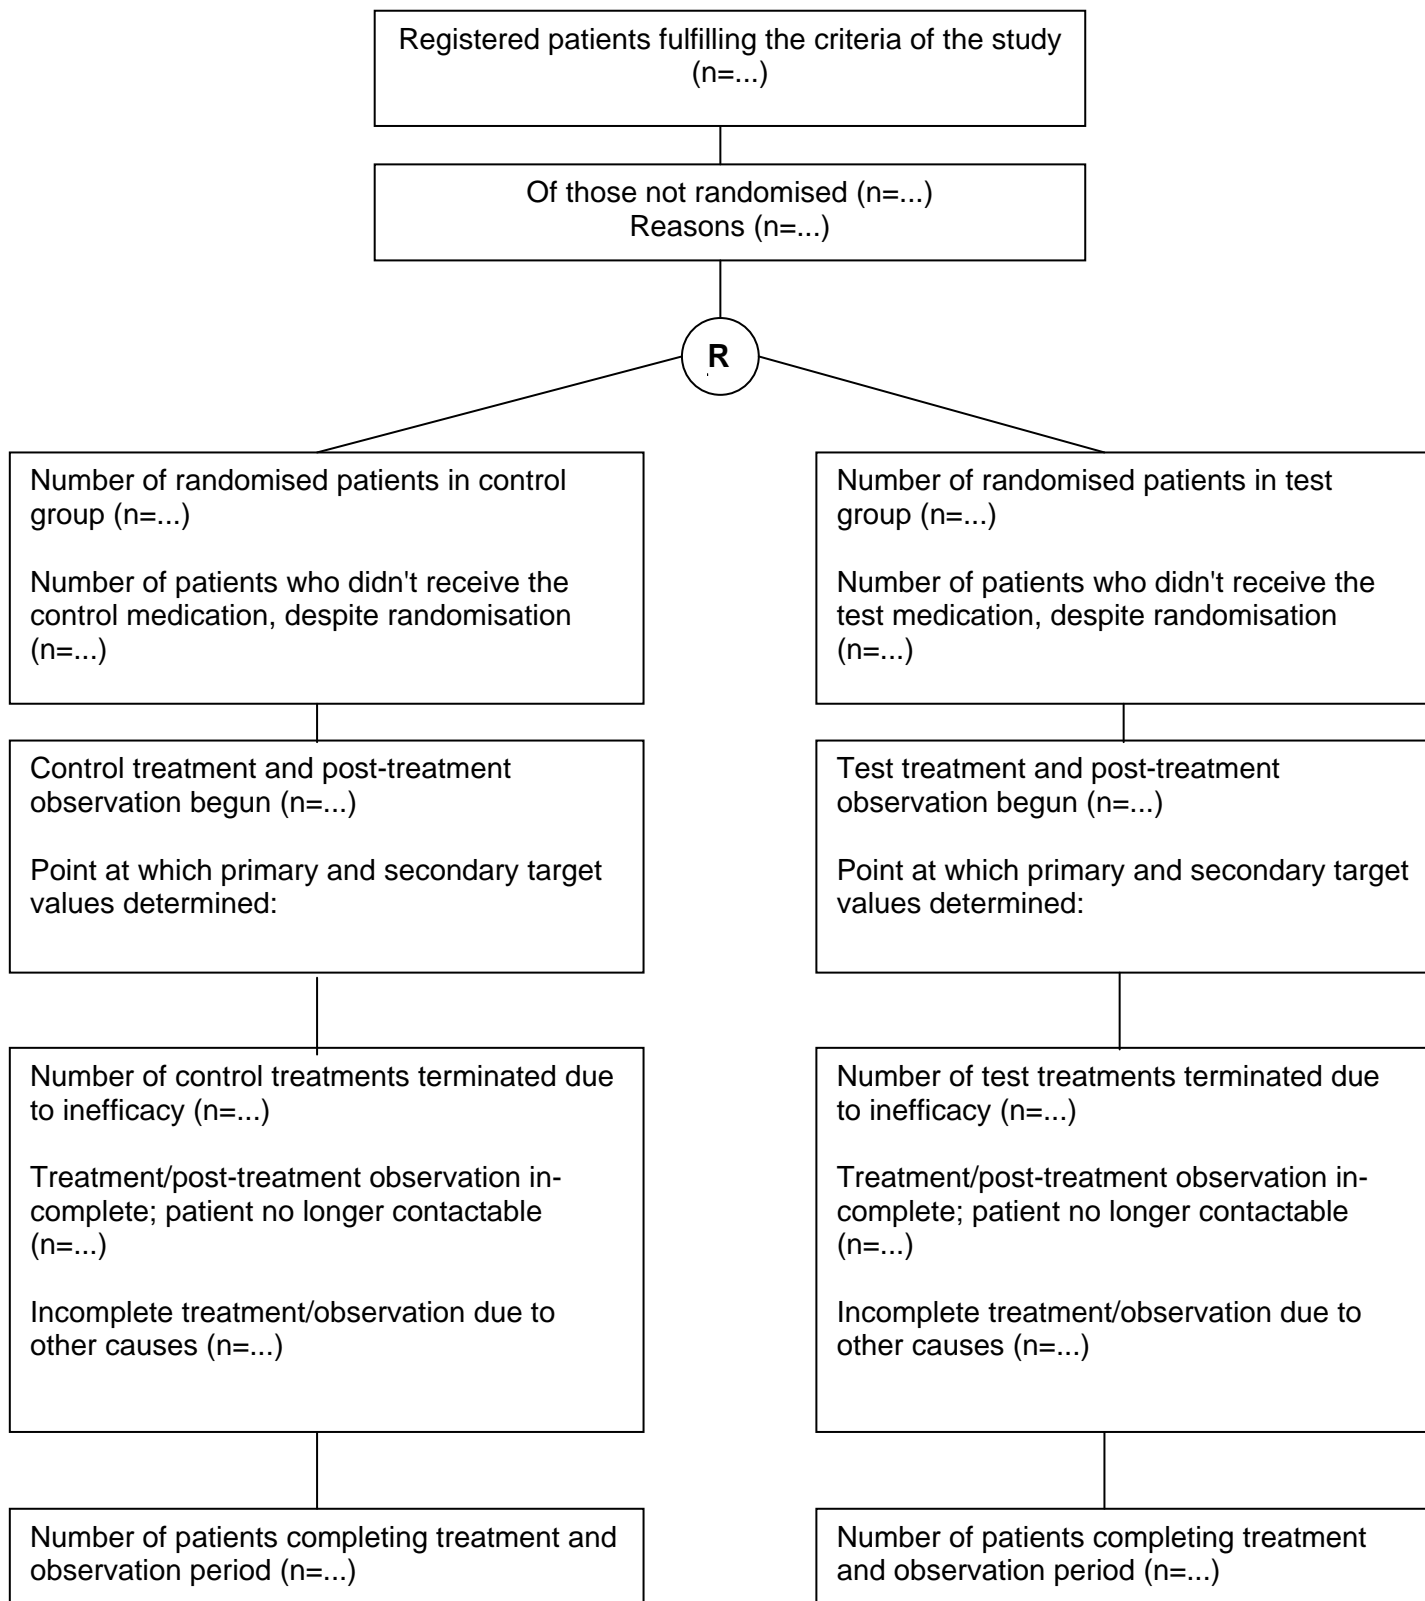 Registered patients fulfilling the criteria of the study
(n=...)
Of those not randomised (n=...)
Reasons (n=...)
R
Number of randomised patients in control
group (n=...)
Number of patients who didn't receive the
control medication, despite randomisation
(n=...)
Number of randomised patients in test
group (n=...)
Number of patients who didn't receive the
test medication, despite randomisation
(n=...)
Control treatment and post-treatment
observation begun (n=...)
Point at which primary and secondary target
values determined:
Test treatment and post-treatment
observation begun (n=...)
Point at which primary and secondary target
values determined:
Number of control treatments terminated due
to inefficacy (n=...)
Treatment/post-treatment observation in-
complete; patient no longer contactable
(n=...)
Incomplete treatment/observation due to
other causes (n=...)
Number of test treatments terminated due
to inefficacy (n=...)
Treatment/post-treatment observation in-
complete; patient no longer contactable
(n=...)
Incomplete treatment/observation due to
other causes (n=...)
Number of patients completing treatment and
observation period (n=...)
Number of patients completing treatment
and observation period (n=...)